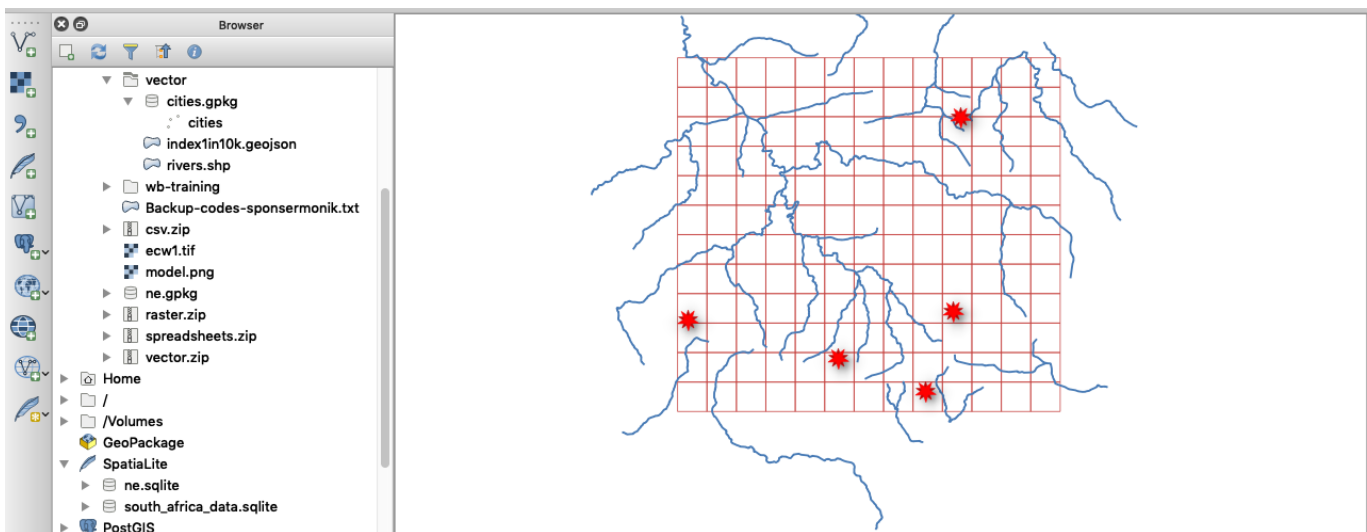 Browser
vector
cities.gpkg
cities
index1in10k.geojson
rivers.shp
wb-training
Backup-codes-sponsermonik.txt
csv.zip
ecw1.tif
model.png
ne.gpkg
raster.zip
spreadsheets.zip
vector.zip
Home
/
/Volumes
GeoPackage
SpatiaLite
ne.sqlite
south_africa_data.sqlite
PostGIS